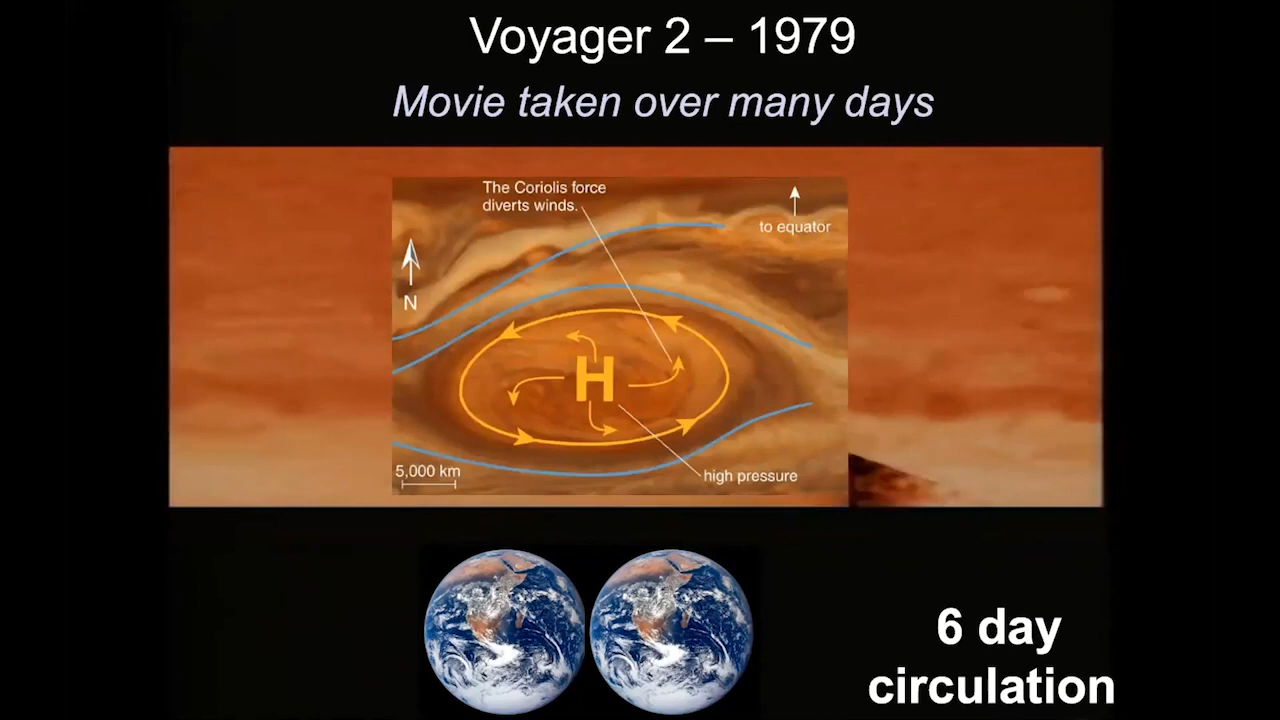 Voyager 2 – 1979
Movie taken over many days
The Coriolis force
diverts winds.
to equator
N
H
5,000 km
high pressure
6 day
circulation